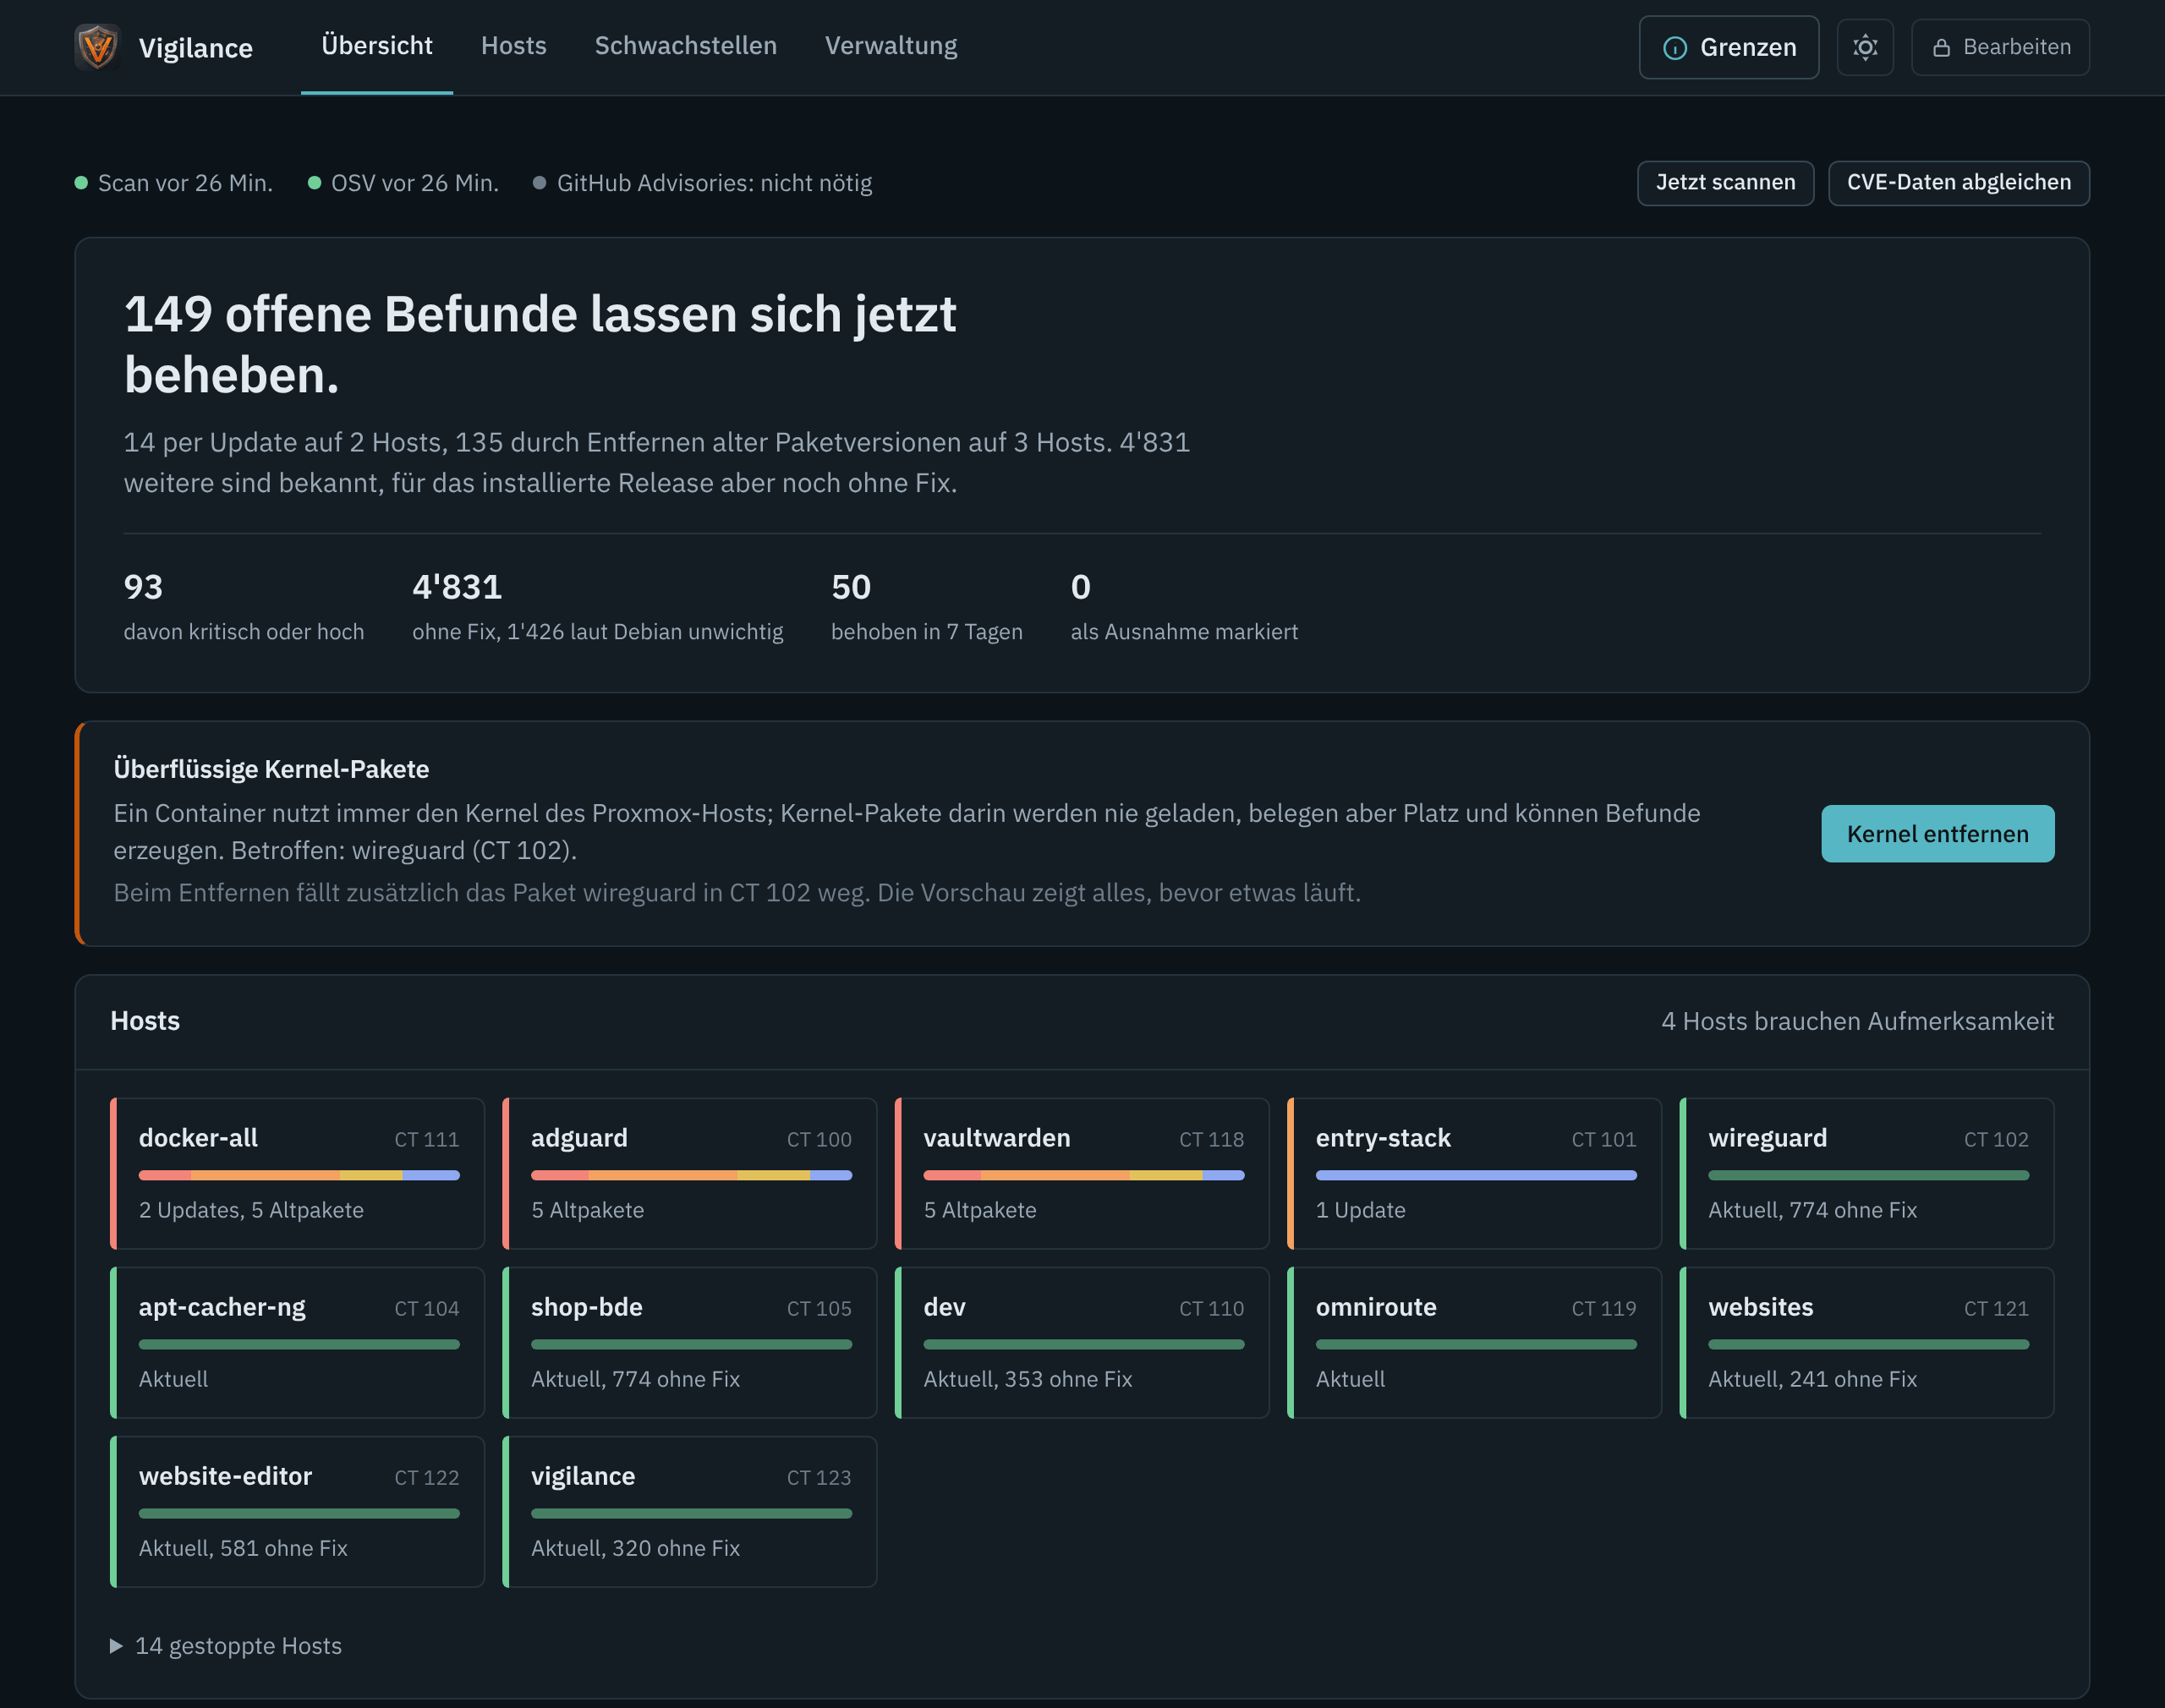 Vigilance
Übersicht
Hosts
Schwachstellen
Verwaltung
Grenzen
Bearbeiten
Scan vor 26 Min.
OSV vor 26 Min.
GitHub Advisories: nicht nötig
Jetzt scannen
CVE-Daten abgleichen
149 offene Befunde lassen sich jetzt
beheben.
14 per Update auf 2 Hosts, 135 durch Entfernen alter Paketversionen auf 3 Hosts. 4'831
weitere sind bekannt, für das installierte Release aber noch ohne Fix.
93
davon kritisch oder hoch
4'831
ohne Fix, 1'426 laut Debian unwichtig
50
behoben in 7 Tagen
0
als Ausnahme markiert
Überflüssige Kernel-Pakete
Ein Container nutzt immer den Kernel des Proxmox-Hosts; Kernel-Pakete darin werden nie geladen, belegen aber Platz und können Befunde
erzeugen. Betroffen: wireguard (CT 102).
Beim Entfernen fällt zusätzlich das Paket wireguard in CT 102 weg. Die Vorschau zeigt alles, bevor etwas läuft.
Kernel entfernen
Hosts
4 Hosts brauchen Aufmerksamkeit
docker-all CT 111
2 Updates, 5 Altpakete
adguard CT 100
5 Altpakete
vaultwarden CT 118
5 Altpakete
entry-stack CT 101
1 Update
wireguard CT 102
Aktuell, 774 ohne Fix
apt-cacher-ng CT 104
Aktuell
shop-bde CT 105
Aktuell, 774 ohne Fix
dev CT 110
Aktuell, 353 ohne Fix
omniroute CT 119
Aktuell
websites CT 121
Aktuell, 241 ohne Fix
website-editor CT 122
Aktuell, 581 ohne Fix
vigilance CT 123
Aktuell, 320 ohne Fix
14 gestoppte Hosts